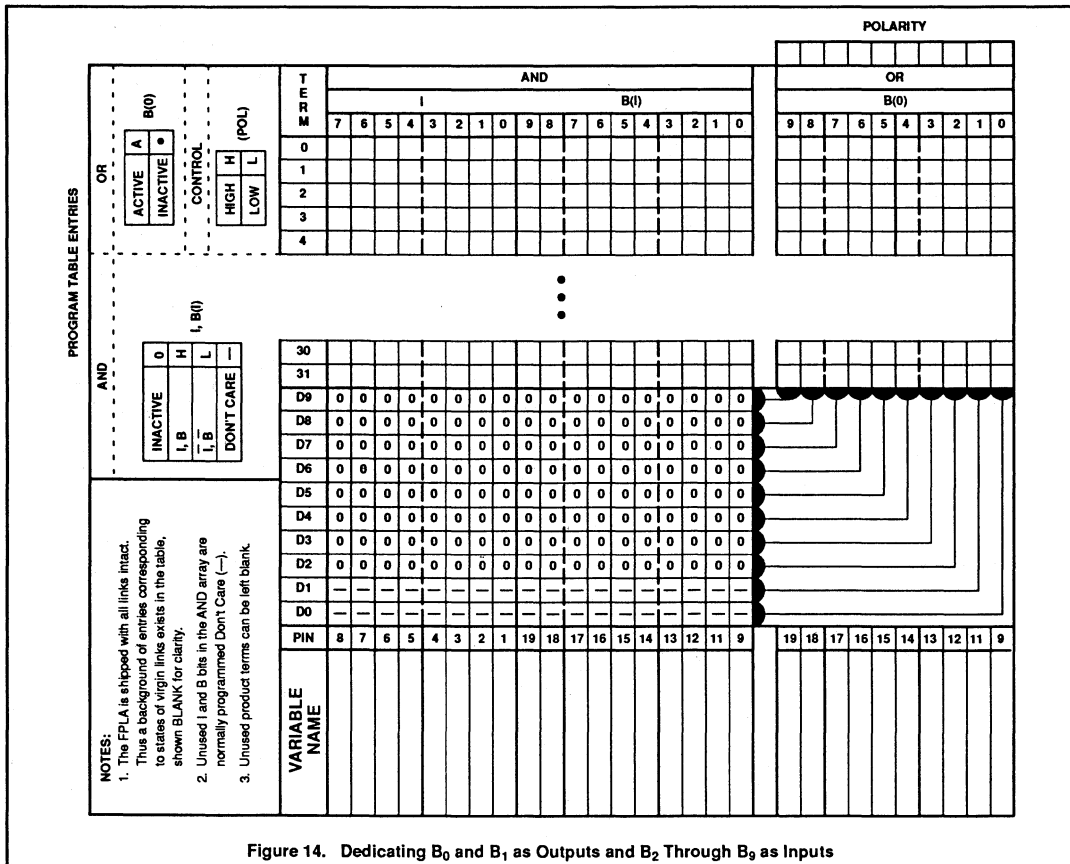 POLARITY
PROGRAM TABLE ENTRIES
OR
B(0)
ACTIVE A
INACTIVE •
CONTROL
(POL)
HIGH H
LOW L
AND
I, B(I)
INACTIVE 0
I, B H
I, B L
DON'T CARE —
NOTES:
1. The FPLA is shipped with all links intact.
Thus a background of entries corresponding
to states of virgin links exists in the table,
shown BLANK for clarity.
2. Unused I and B bits in the AND array are
normally programmed Don't Care (—).
3. Unused product terms can be left blank.
TERM AND OR
I B(I) B(0)
7 6 5 4 3 2 1 0 9 8 7 6 5 4 3 2 1 0 9 8 7 6 5 4 3 2 1 0
0
1
2
3
4
30
31
D9 0 0 0 0 0 0 0 0 0 0 0 0 0 0 0 0 0 0
D8 0 0 0 0 0 0 0 0 0 0 0 0 0 0 0 0 0 0
D7 0 0 0 0 0 0 0 0 0 0 0 0 0 0 0 0 0 0
D6 0 0 0 0 0 0 0 0 0 0 0 0 0 0 0 0 0 0
D5 0 0 0 0 0 0 0 0 0 0 0 0 0 0 0 0 0 0
D4 0 0 0 0 0 0 0 0 0 0 0 0 0 0 0 0 0 0
D3 0 0 0 0 0 0 0 0 0 0 0 0 0 0 0 0 0 0
D2 0 0 0 0 0 0 0 0 0 0 0 0 0 0 0 0 0 0
D1 — — — — — — — — — — — — — — — — — —
D0 — — — — — — — — — — — — — — — — — —
PIN 8 7 6 5 4 3 2 1 19 18 17 16 15 14 13 12 11 9 19 18 17 16 15 14 13 12 11 9
VARIABLE
NAME
Figure 14. Dedicating B0 and B1 as Outputs and B2 Through B9 as Inputs